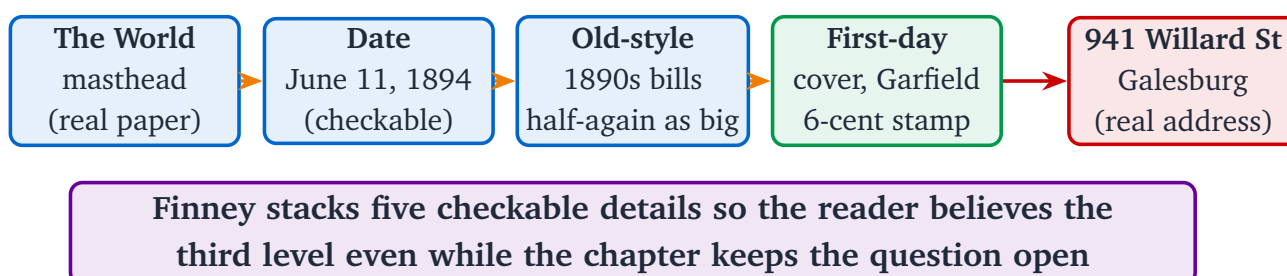 The World
masthead
(real paper)
Date
June 11, 1894
(checkable)
Old-style
1890s bills
half-again as big
First-day
cover, Garfield
6-cent stamp
941 Willard St
Galesburg
(real address)
Finney stacks five checkable details so the reader believes the
third level even while the chapter keeps the question open